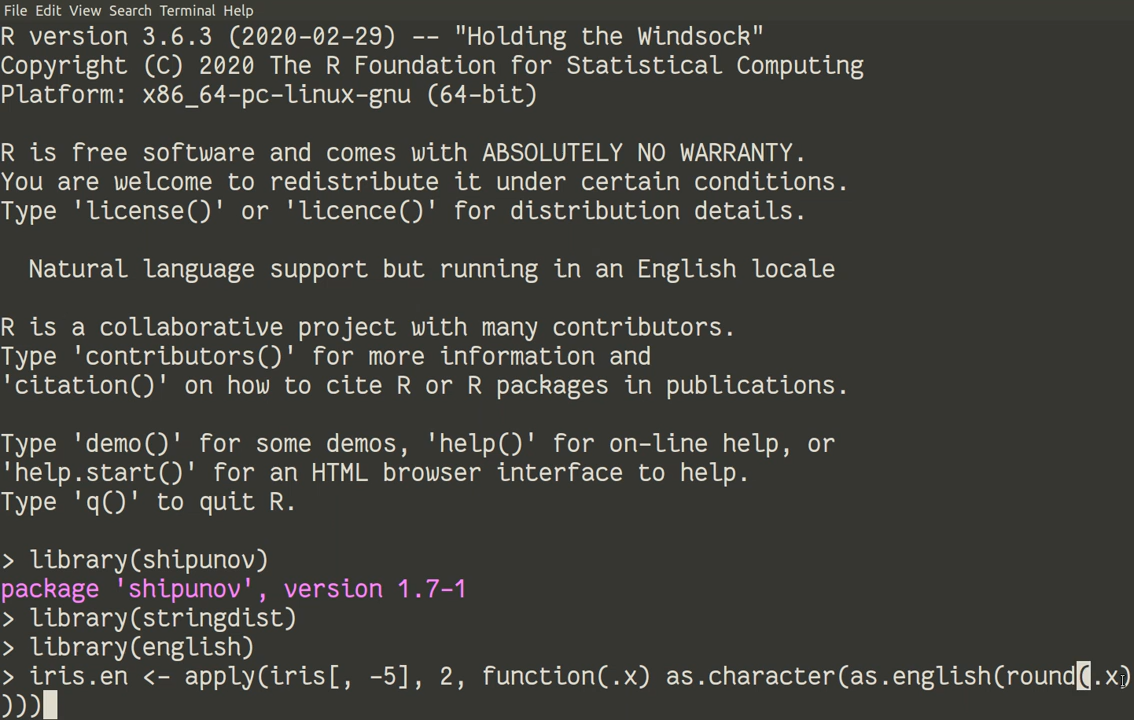 File Edit View Search Terminal Help
R version 3.6.3 (2020-02-29) -- "Holding the Windsock"
Copyright (C) 2020 The R Foundation for Statistical Computing
Platform: x86_64-pc-linux-gnu (64-bit)
R is free software and comes with ABSOLUTELY NO WARRANTY.
You are welcome to redistribute it under certain conditions.
Type 'license()' or 'licence()' for distribution details.
Natural language support but running in an English locale
R is a collaborative project with many contributors.
Type 'contributors()' for more information and
'citation()' on how to cite R or R packages in publications.
Type 'demo()' for some demos, 'help()' for on-line help, or
'help.start()' for an HTML browser interface to help.
Type 'q()' to quit R.
> library(shipunov)
package 'shipunov', version 1.7-1
> library(stringdist)
> library(english)
> iris.en <- apply(iris[, -5], 2, function(.x) as.character(as.english(round(.x)
)))